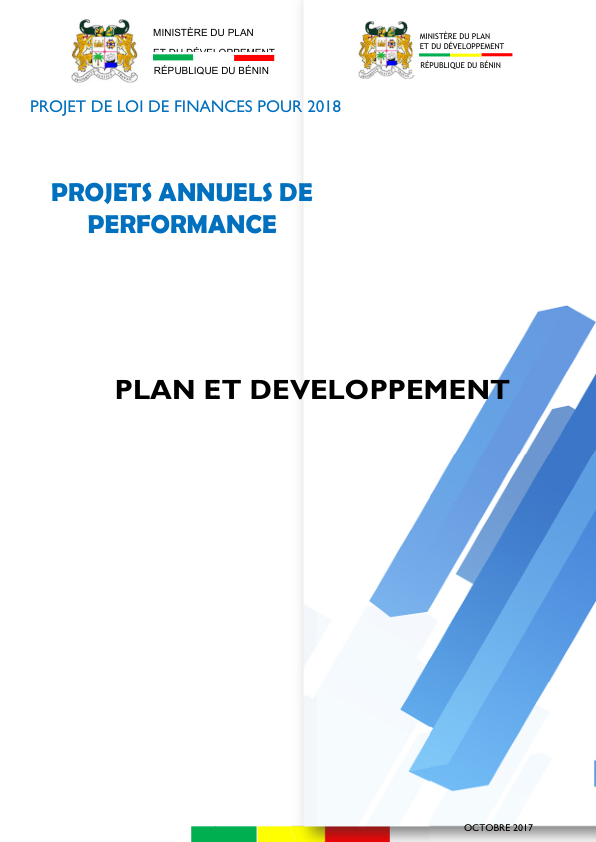 MINISTÈRE DU PLAN
ET DU DÉVELOPPEMENT
RÉPUBLIQUE DU BÉNIN
MINISTÈRE DU PLAN
ET DU DÉVELOPPEMENT
RÉPUBLIQUE DU BÉNIN
PROJET DE LOI DE FINANCES POUR 2018
PROJETS ANNUELS DE
PERFORMANCE
PLAN ET DEVELOPPEMENT
OCTOBRE 2017